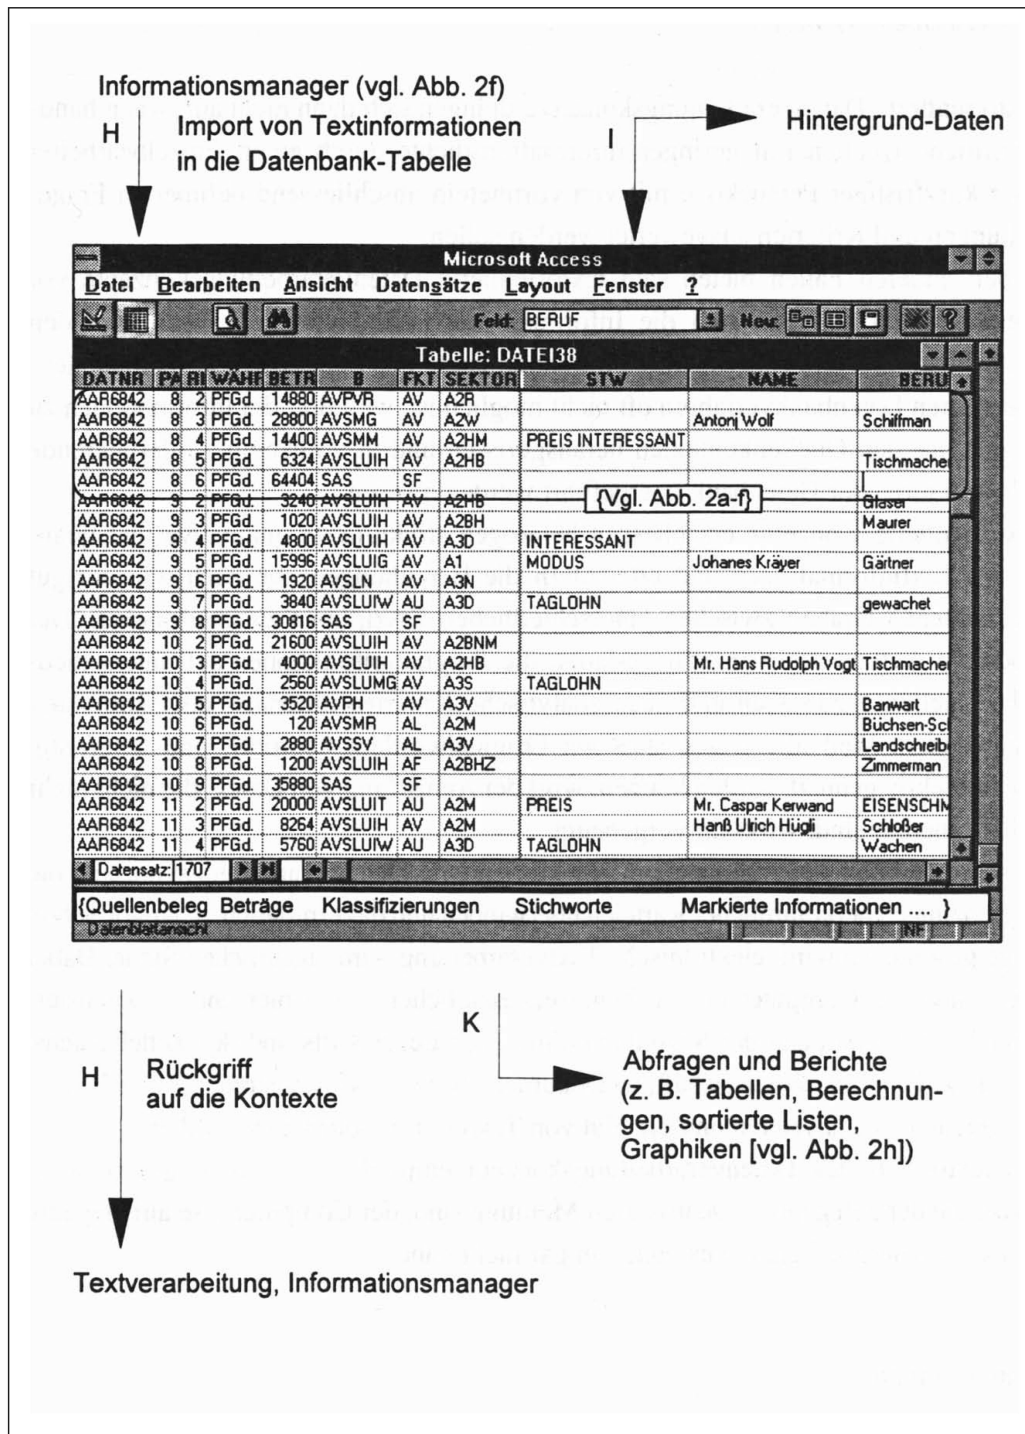 Informationsmanager (vgl. Abb. 2f)
H
Import von Textinformationen
in die Datenbank-Tabelle
I
Hintergrund-Daten
Microsoft Access
Datei Bearbeiten Ansicht Datensätze Layout Fenster ?
Feld: BERUF Neu:
Tabelle: DATEI38
DATNR PA RI WÄHR BETR B FKT SEKTOR STW NAME BERU
AAR6842 8 2 PFGd. 14880 AVPVR AV A2R
AAR6842 8 3 PFGd. 28800 AVSMG AV A2W Antonj Wolf Schiffman
AAR6842 8 4 PFGd. 14400 AVSMM AV A2HM PREIS INTERESSANT
AAR6842 8 5 PFGd. 6324 AVSLUIH AV A2HB Tischmacher
AAR6842 8 6 PFGd. 64404 SAS SF
AAR6842 9 2 PFGd. 3240 AVSLUIH AV A2HB {Vgl. Abb. 2a-f} Glaser
AAR6842 9 3 PFGd. 1020 AVSLUIH AV A2BH Maurer
AAR6842 9 4 PFGd. 4800 AVSLUIH AV A3D INTERESSANT
AAR6842 9 5 PFGd. 15996 AVSLUIG AV A1 MODUS Johanes Kräyer Gärtner
AAR6842 9 6 PFGd. 1920 AVSLUI AV A3N
AAR6842 9 7 PFGd. 3840 AVSLUIW AU A3D TAGLOHN gewachet
AAR6842 9 8 PFGd. 30816 SAS SF
AAR6842 10 2 PFGd. 21600 AVSLUIH AV A2BNM
AAR6842 10 3 PFGd. 4000 AVSLUIH AV A2HB Mr. Hans Rudolph Vogt Tischmacher
AAR6842 10 4 PFGd. 2560 AVSLUMG AV A3S TAGLOHN
AAR6842 10 5 PFGd. 3520 AVPH AV A3V Banwart
AAR6842 10 6 PFGd. 120 AVSMR AL A2M Büchsen-Scl
AAR6842 10 7 PFGd. 2880 AVSSV AL A3V Landschreibe
AAR6842 10 8 PFGd. 1200 AVSLUIH AF A2BHZ Zimmerman
AAR6842 10 9 PFGd. 35880 SAS SF
AAR6842 11 2 PFGd. 20000 AVSLUIT AU A2M PREIS Mr. Caspar Kerwand EISENSCHM
AAR6842 11 3 PFGd. 8264 AVSLUIH AV A2M Hanß Ulrich Hügli Schloßer
AAR6842 11 4 PFGd. 5760 AVSLUIW AU A3D TAGLOHN Wachen
Datensatz: 1707
{Quellenbeleg Beträge Klassifizierungen Stichworte Markierte Informationen .... }
Datenblattansicht NF
K
H
Rückgriff
auf die Kontexte
Abfragen und Berichte
(z. B. Tabellen, Berechnun-
gen, sortierte Listen,
Graphiken [vgl. Abb. 2h])
Textverarbeitung, Informationsmanager